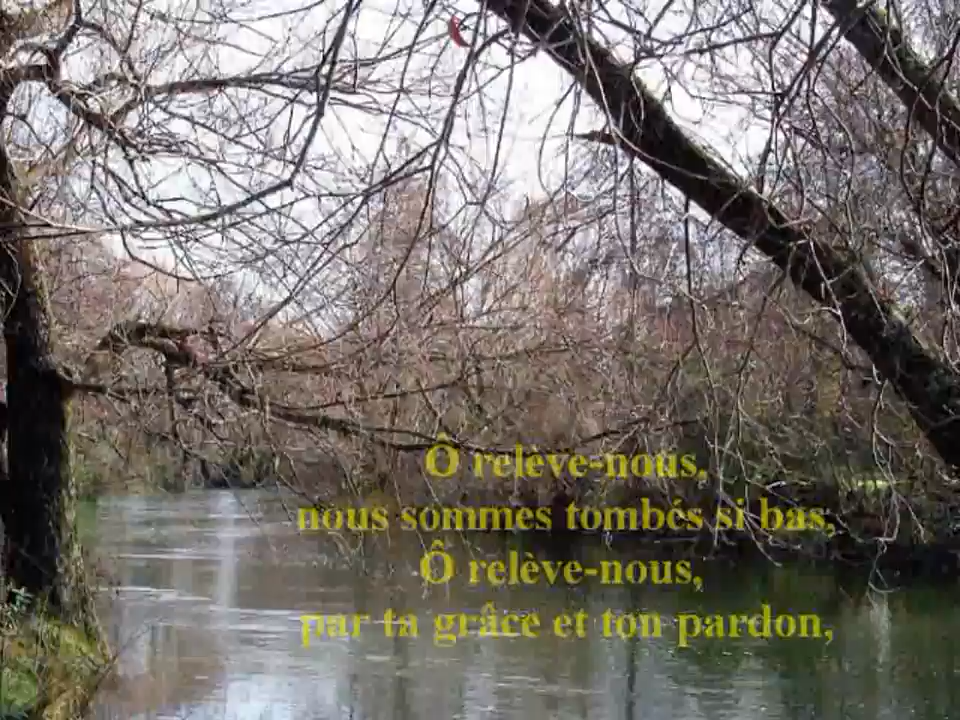 Ô relève-nous,
nous sommes tombés si bas,
Ô relève-nous,
par ta grâce et ton pardon,